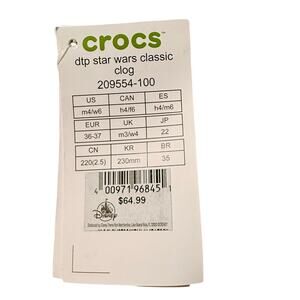 crocs™
dtp star wars classic
clog
209554-100
US CAN ES
m4/w6 h4/f6 h4/m6
EUR UK JP
36-37 m3/w4 22
CN KR BR
220(2.5) 230mm 35
4 00971 96845 1
$64.99
Disney